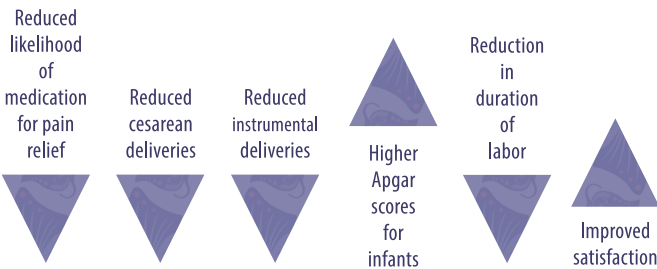 Reduced
likelihood
of
medication
for pain
relief
Reduced
cesarean
deliveries
Reduced
instrumental
deliveries
Higher
Apgar
scores
for
infants
Reduction
in
duration
of
labor
Improved
satisfaction